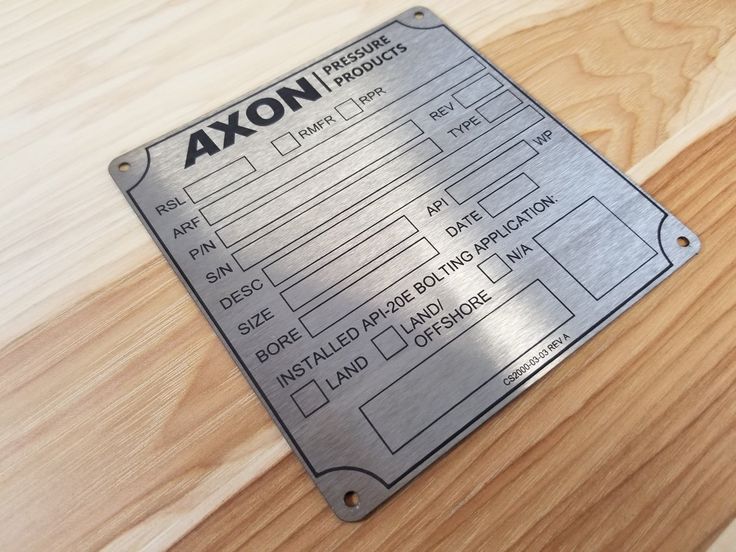 AXON PRESSURE
PRODUCTS
RSL RMFR RPR
ARF REV
P/N TYPE
S/N
DESC API WP
SIZE DATE
BORE
INSTALLED API-20E BOLTING APPLICATION:
LAND LAND/ N/A
OFFSHORE
CS2000-03-03 REV A